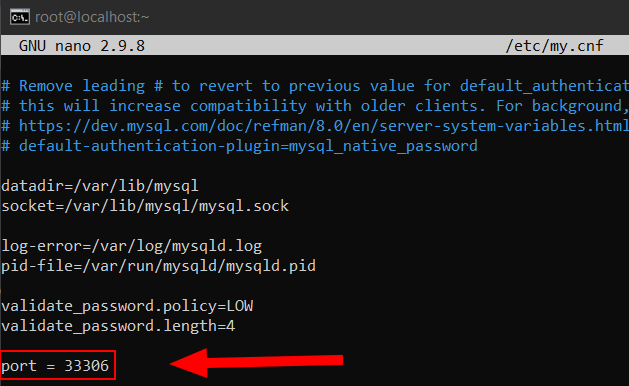 root@localhost:~
GNU nano 2.9.8 /etc/my.cnf
# Remove leading # to revert to previous value for default_authenticat
# this will increase compatibility with older clients. For background,
# https://dev.mysql.com/doc/refman/8.0/en/server-system-variables.html
# default-authentication-plugin=mysql_native_password
datadir=/var/lib/mysql
socket=/var/lib/mysql/mysql.sock
log-error=/var/log/mysqld.log
pid-file=/var/run/mysqld/mysqld.pid
validate_password.policy=LOW
validate_password.length=4
port = 33306